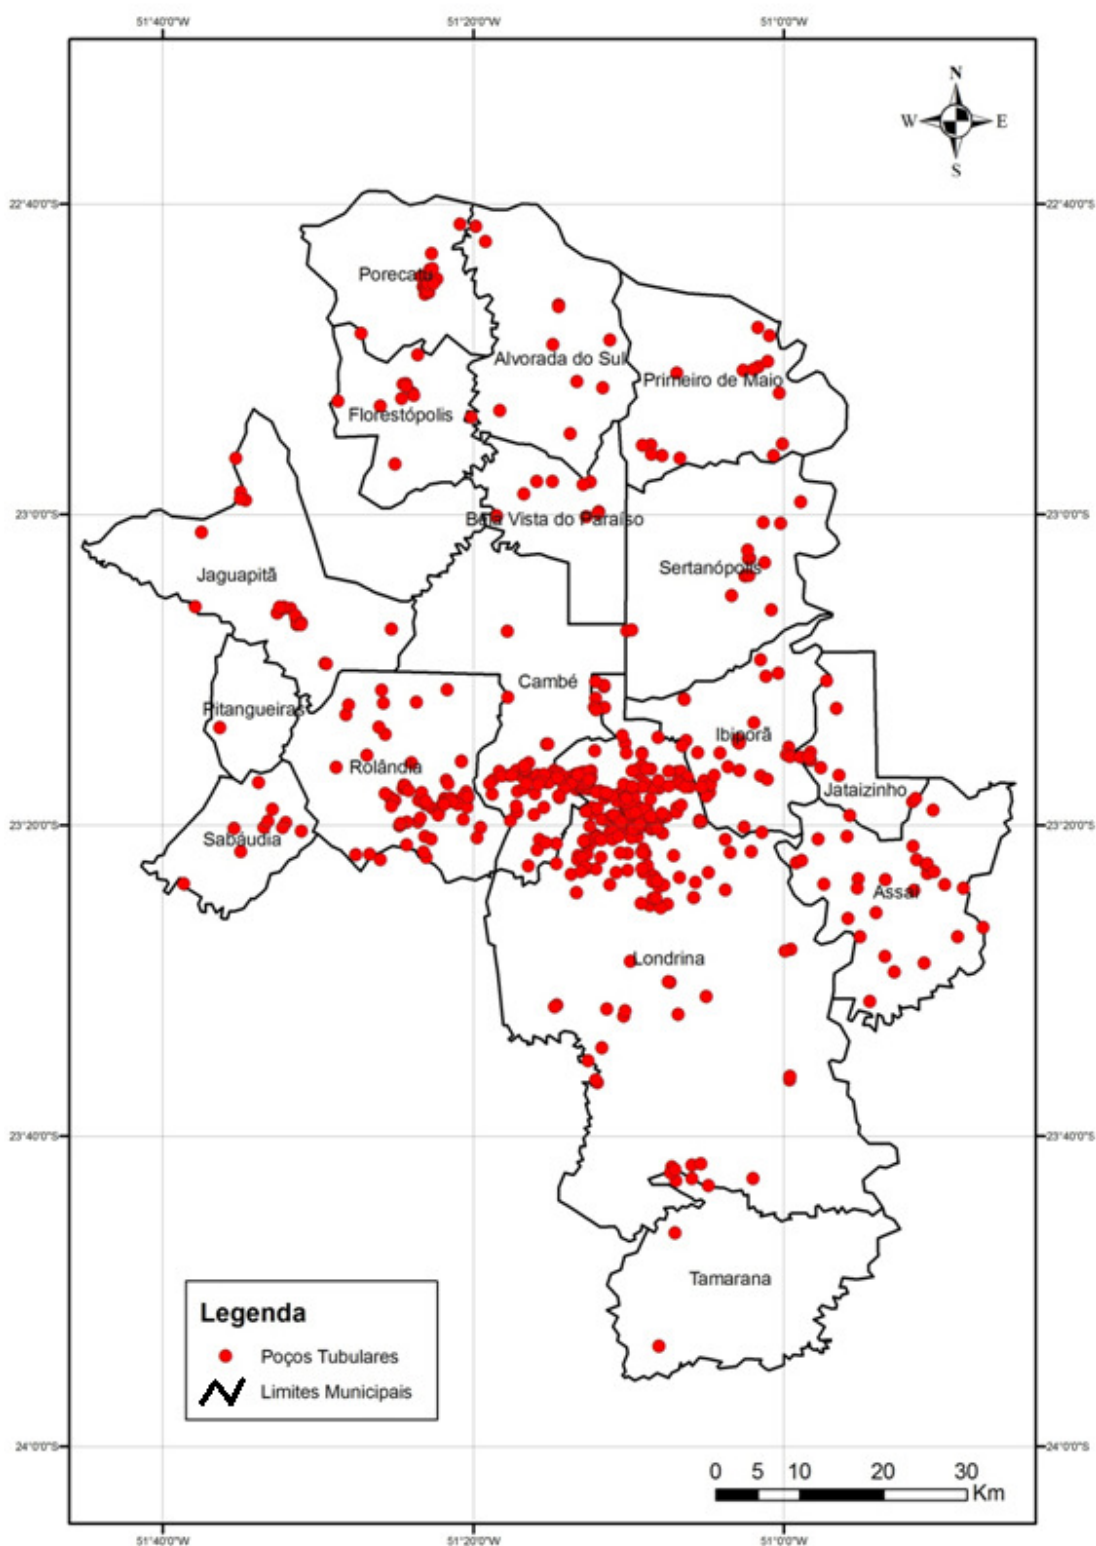 51°40'0"W 51°20'0"W 51°0'0"W
N
W E
S
22°40'0"S 22°40'0"S
Porecatu
Alvorada do Sul
Primeiro de Maio
Florestópolis
23°0'0"S 23°0'0"S
Bela Vista do Paraíso
Sertanópolis
Jaguapitã
Cambé
Pitangueiras
Ibiporã
Rolândia
Jataizinho
23°20'0"S 23°20'0"S
Sabáudia
Assaí
Londrina
23°40'0"S 23°40'0"S
Tamarana
Legenda
Poços Tubulares
Limites Municipais
24°0'0"S 24°0'0"S
0 5 10 20 30
Km
51°40'0"W 51°20'0"W 51°0'0"W